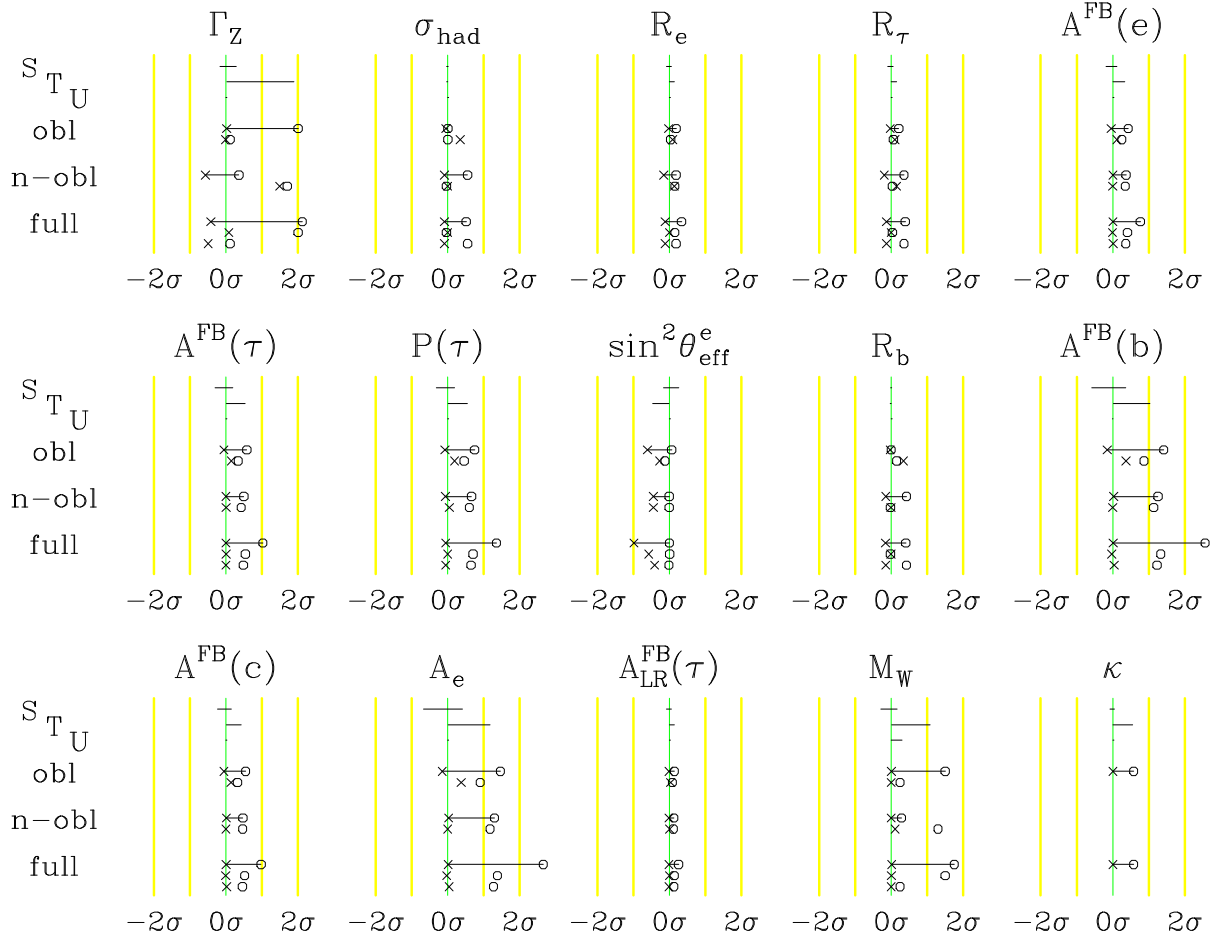 Γ_Z σ_had R_e R_τ A^FB(e)
S T U
obl
n-obl
full
−2σ 0σ 2σ −2σ 0σ 2σ −2σ 0σ 2σ −2σ 0σ 2σ −2σ 0σ 2σ
A^FB(τ) P(τ) sin^2θ^e_eff R_b A^FB(b)
S T U
obl
n-obl
full
−2σ 0σ 2σ −2σ 0σ 2σ −2σ 0σ 2σ −2σ 0σ 2σ −2σ 0σ 2σ
A^FB(c) A_e A^FB_LR(τ) M_W κ
S T U
obl
n-obl
full
−2σ 0σ 2σ −2σ 0σ 2σ −2σ 0σ 2σ −2σ 0σ 2σ −2σ 0σ 2σ